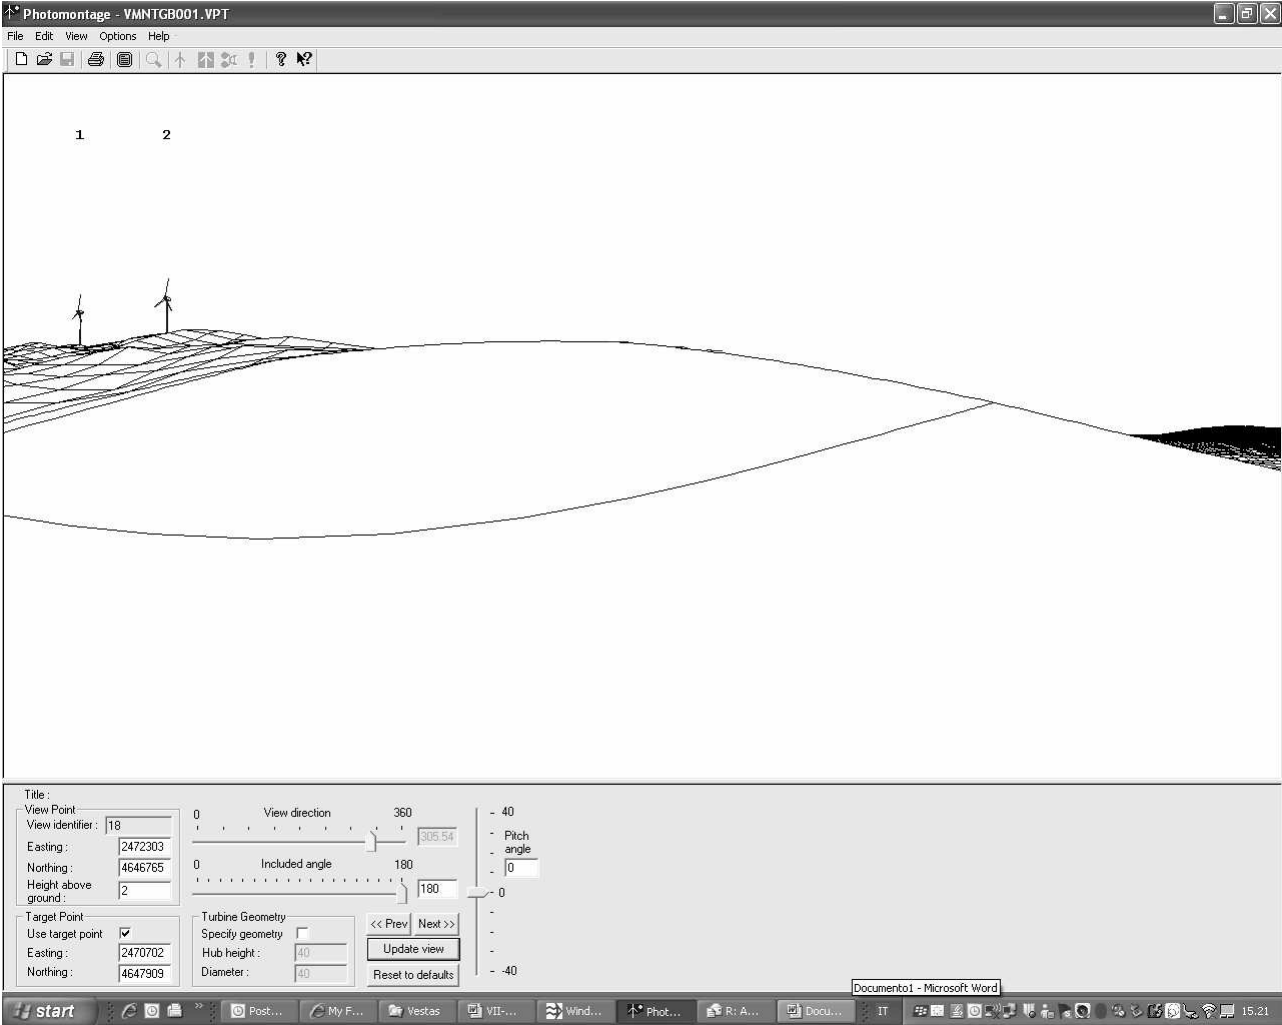 Photomontage - VMNTGB001.VPT
File Edit View Options Help
1 2
Title :
View Point
View identifier : 18
Easting : 2472303
Northing : 4646765
Height above ground : 2
Target Point
Use target point
Easting : 2470702
Northing : 4647909
0 View direction 360
305.54
0 Included angle 180
180
Turbine Geometry
Specify geometry
Hub height : 40
Diameter : 40
<< Prev Next >>
Update view
Reset to defaults
- 40
Pitch angle
0
- 0
- -40
Documento1 - Microsoft Word
start Post... My F... Vestas VII-... Wind... Phot... R: A... Docu... IT 15.21